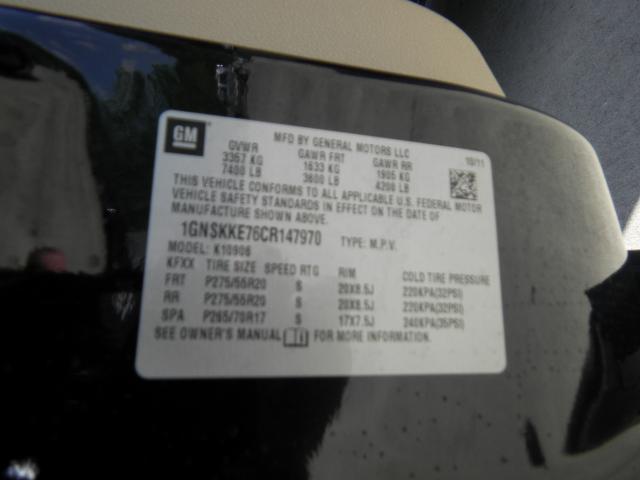 GM
MFD BY GENERAL MOTORS LLC
10/11
GVWR GAWR FRT GAWR RR
3367 KG 1633 KG 1905 KG
7400 LB 3600 LB 4200 LB
THIS VEHICLE CONFORMS TO ALL APPLICABLE U.S. FEDERAL MOTOR
VEHICLE SAFETY STANDARDS IN EFFECT ON THE DATE OF
MANUFACTURE SHOWN ABOVE.
1GNSKKE76CR147970 TYPE: M.P.V.
MODEL: K10906
KFXX TIRE SIZE SPEED RTG RIM COLD TIRE PRESSURE
FRT P275/55R20 S 20X8.5J 220KPA(32PSI)
RR P275/55R20 S 20X8.5J 220KPA(32PSI)
SPA P265/70R17 S 17X7.5J 240KPA(35PSI)
SEE OWNER'S MANUAL FOR MORE INFORMATION.